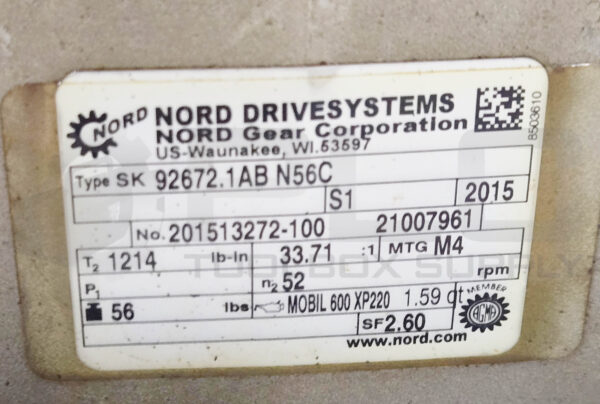 NORD
NORD DRIVESYSTEMS
NORD Gear Corporation
US-Waunakee, WI.53597
8503610
Type SK 92672.1AB N56C
S1 2015
No. 201513272-100 21007961
T2 1214 lb-in 33.71 :1 MTG M4
P1 n2 52 rpm
56 lbs MOBIL 600 XP220 1.59 qt
SF 2.60
MEMBER
AGMA
www.nord.com
TOOLBOX SUPPLY